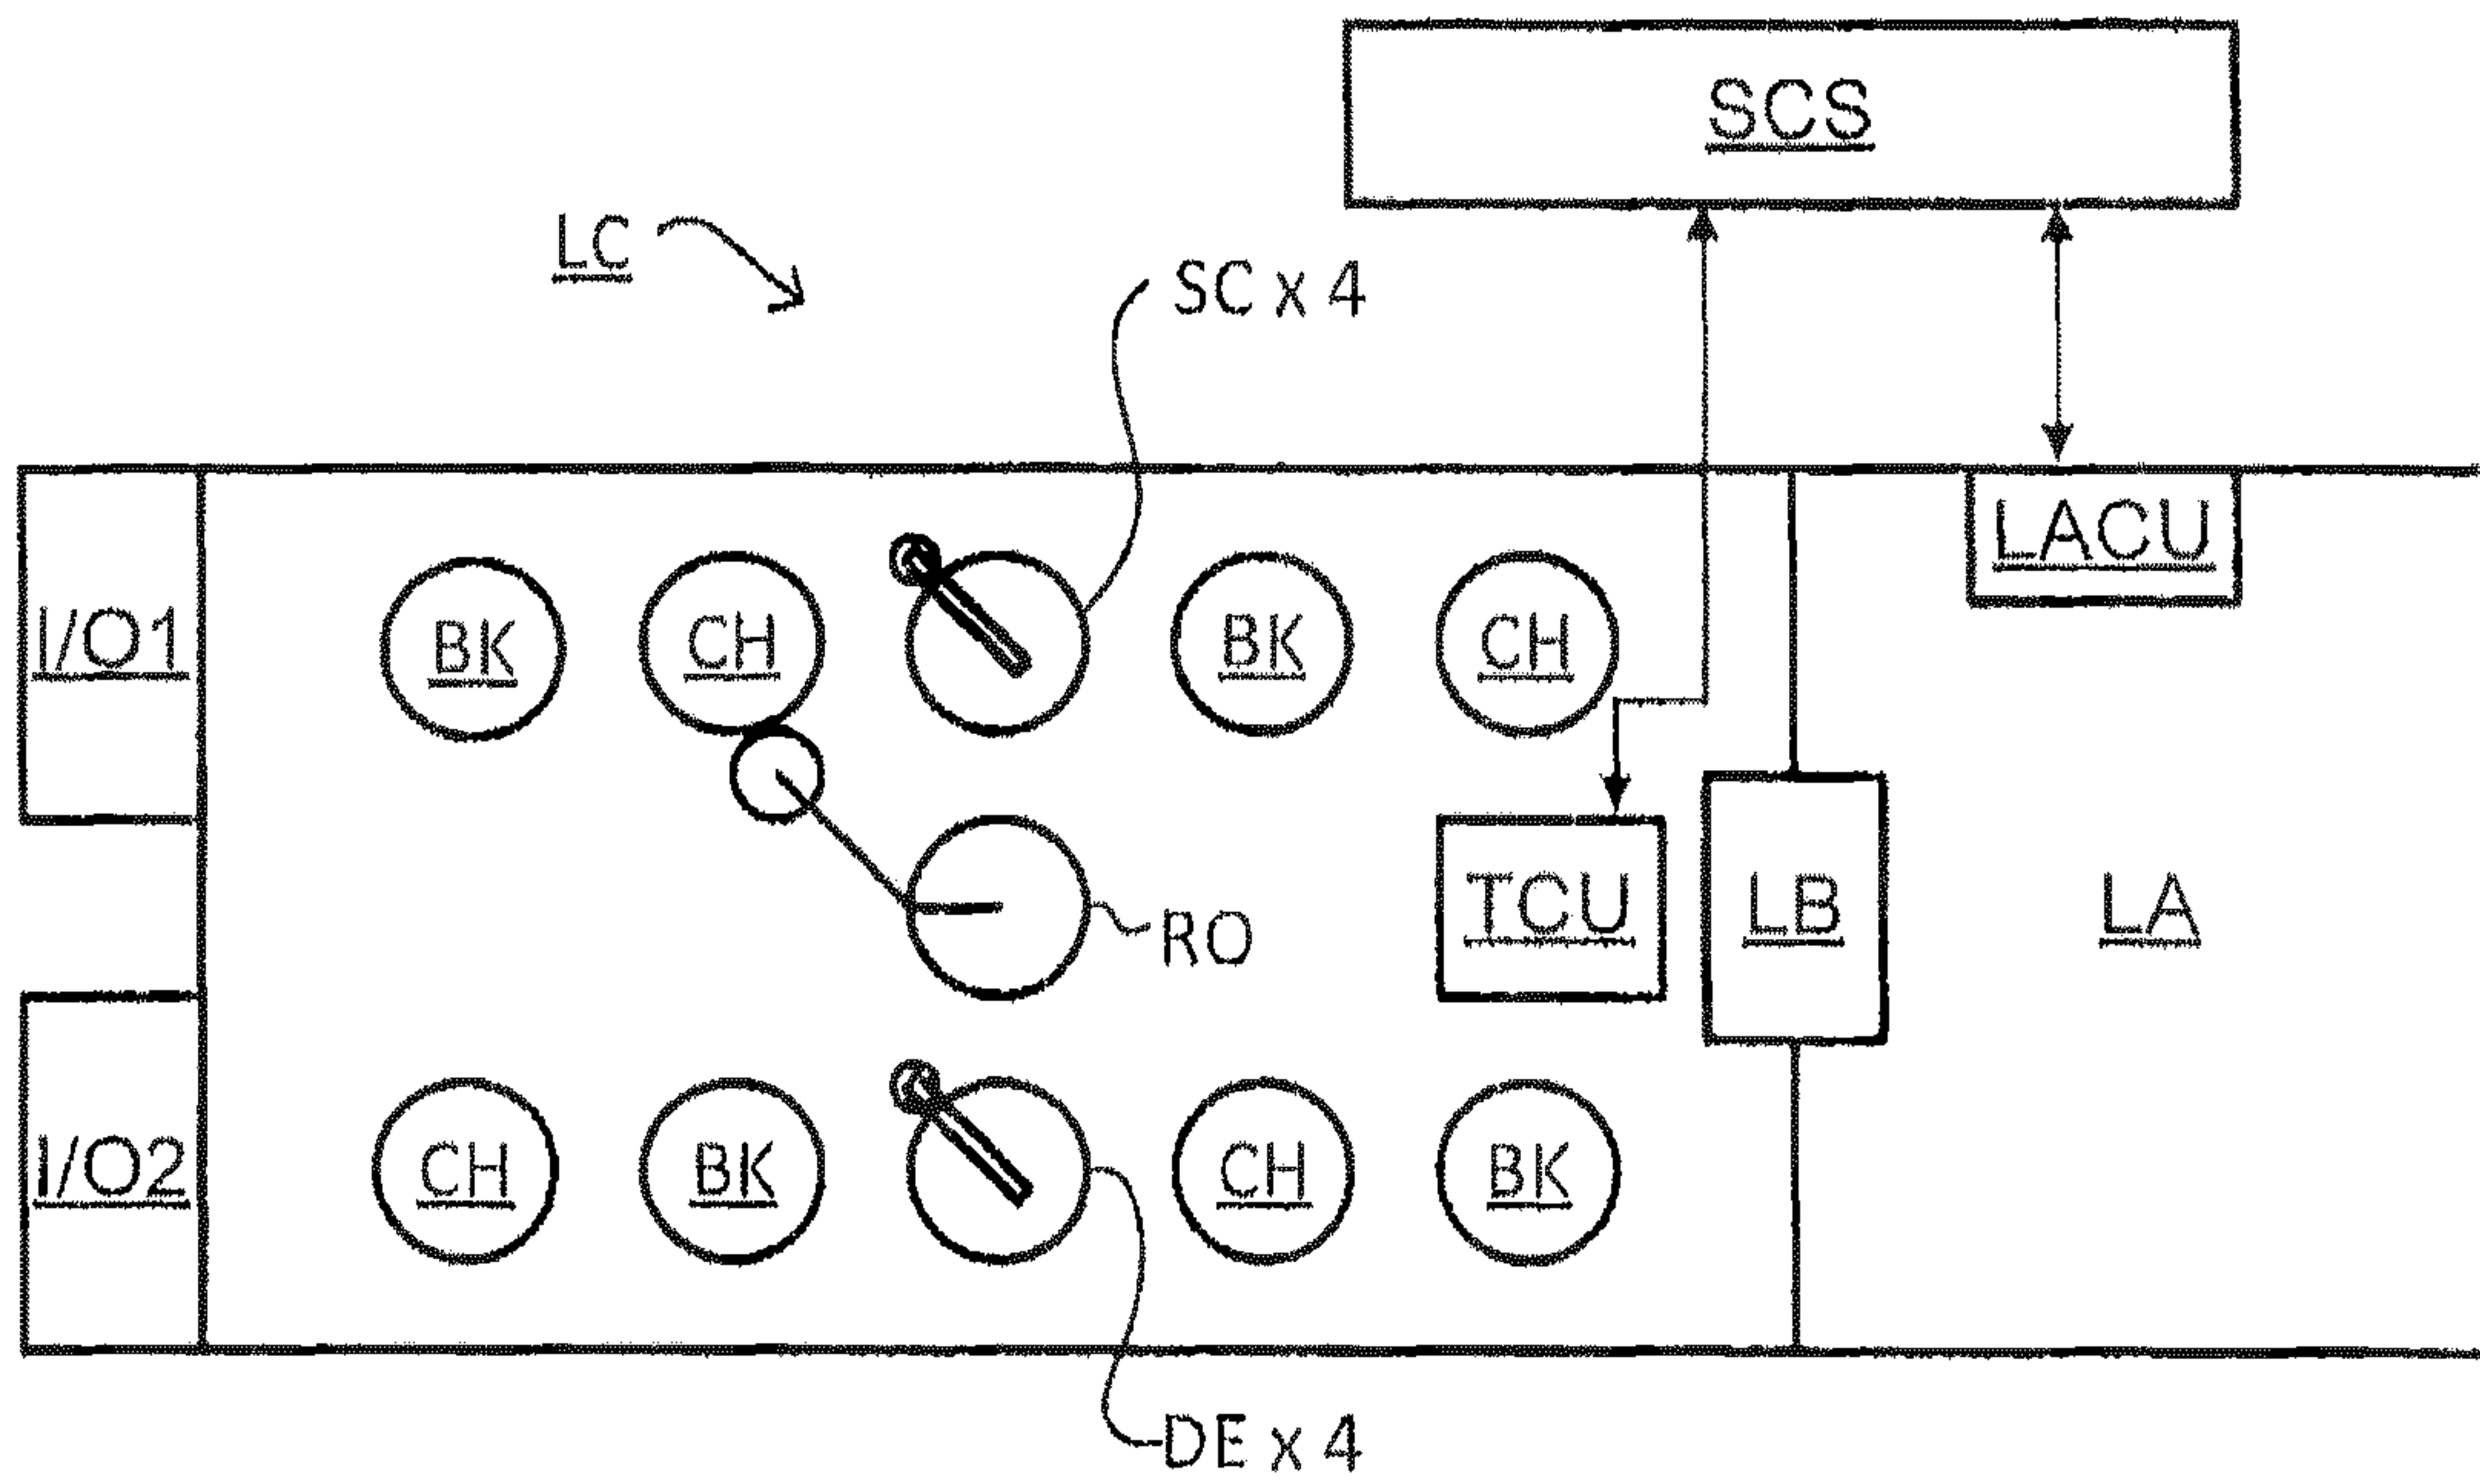 SCS
LC
SC x 4
LACU
I/O1
BK
CH
BK
CH
TCU
LB
LA
RO
I/O2
CH
BK
CH
BK
DE x 4